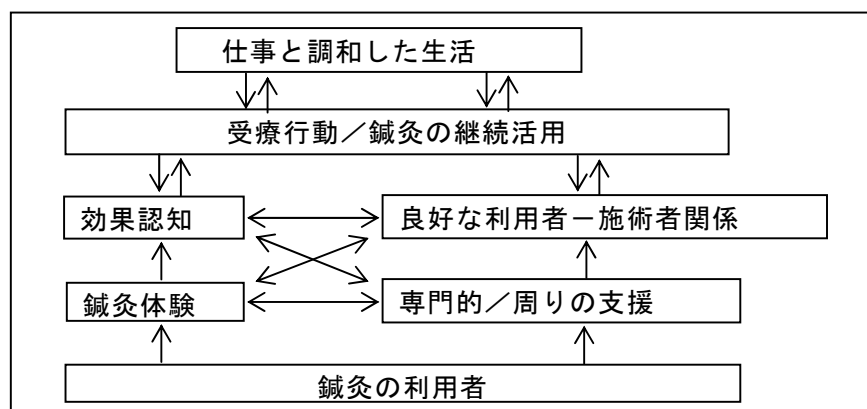 仕事と調和した生活
受療行動／鍼灸の継続活用
効果認知
良好な利用者－施術者関係
鍼灸体験
専門的／周りの支援
鍼灸の利用者